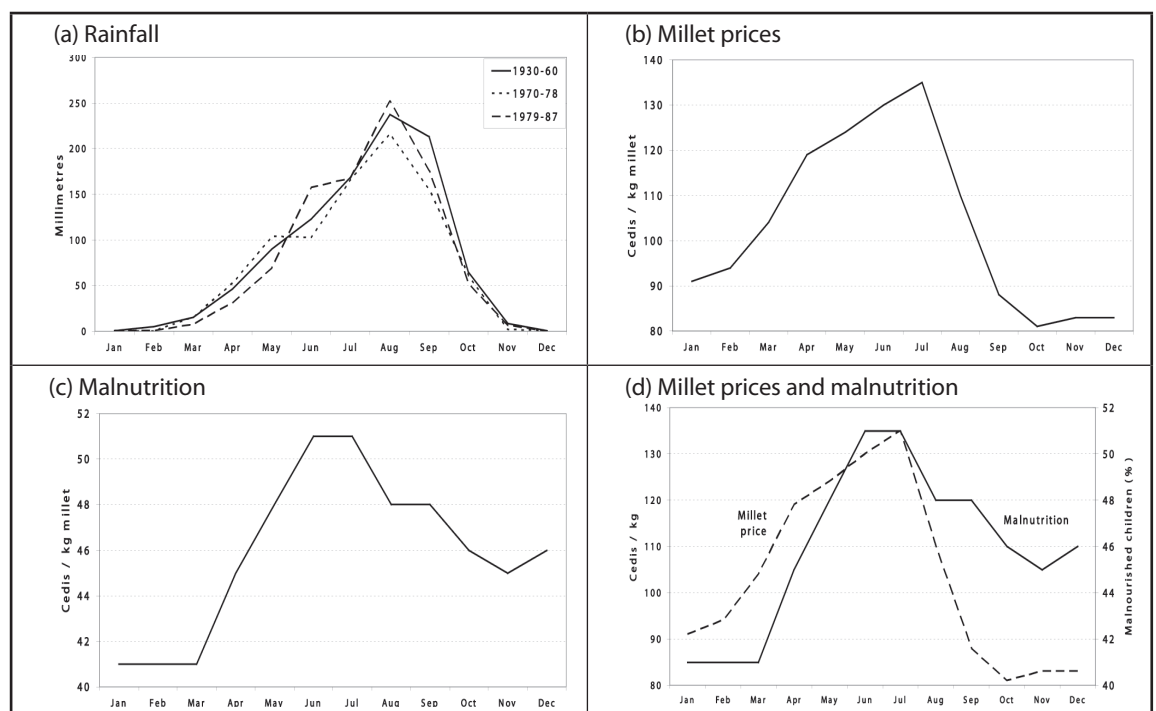 (a) Rainfall
300
250
200
150
100
50
0
Millimetres
1930-60
1970-78
1979-87
Jan Feb Mar Apr May Jun Jul Aug Sep Oct Nov Dec
(b) Millet prices
140
130
120
110
100
90
80
Cedis / kg millet
Jan Feb Mar Apr May Jun Jul Aug Sep Oct Nov Dec
(c) Malnutrition
52
50
48
46
44
42
40
Cedis / kg millet
Jan Feb Mar Apr May Jun Jul Aug Sep Oct Nov Dec
(d) Millet prices and malnutrition
140
130
120
110
100
90
80
Cedis / kg
Millet
price
Malnutrition
52
50
48
46
44
42
40
Malnourished children (%)
Jan Feb Mar Apr May Jun Jul Aug Sep Oct Nov Dec